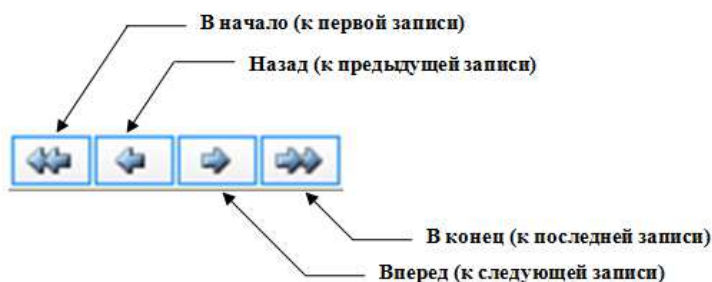 В начало (к первой записи)
Назад (к предыдущей записи)
В конец (к последней записи)
Вперед (к следующей записи)